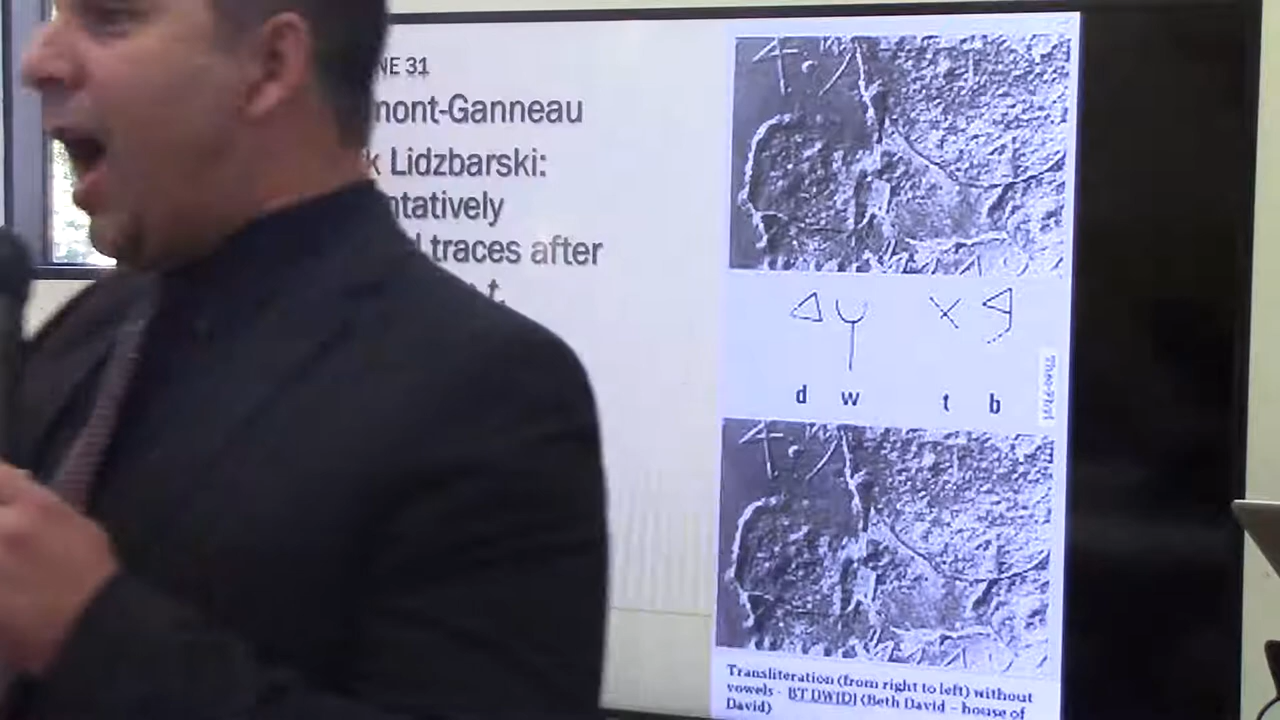 NE 31
mont-Ganneau
k Lidzbarski:
ntatively
l traces after
t.
d w t b
Transliteration (from right to left) without
vowels - BT DW[D] (Beth David – house of
David)